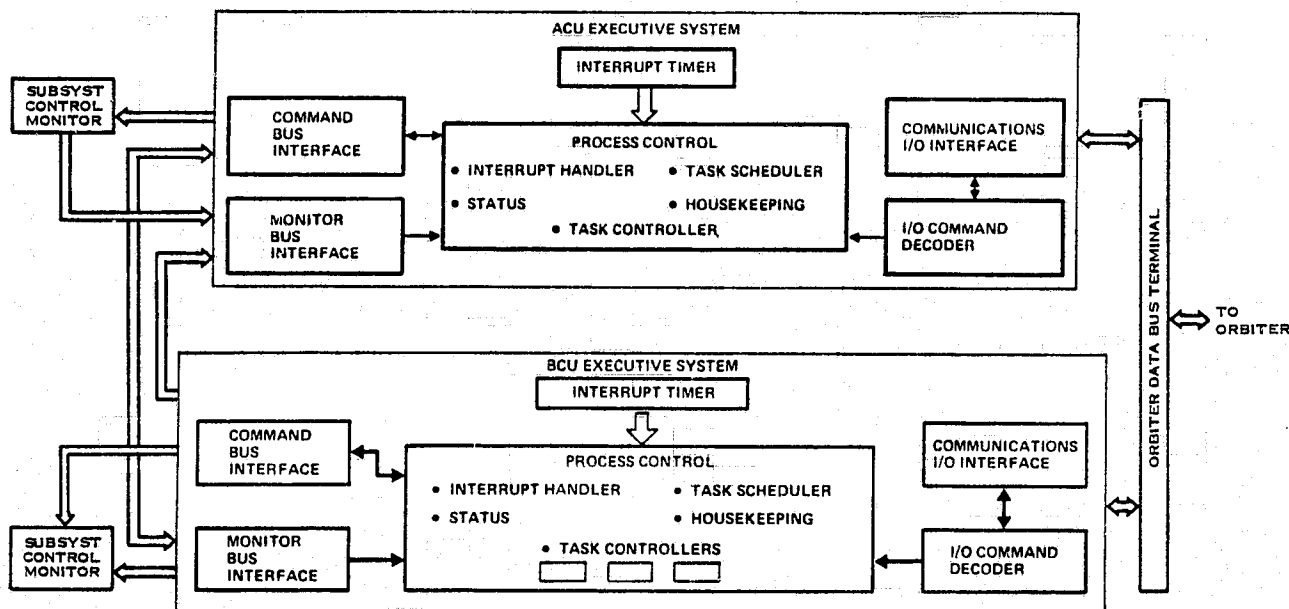 ACU EXECUTIVE SYSTEM
INTERRUPT TIMER
SUBSYST
CONTROL
MONITOR
COMMAND
BUS
INTERFACE
PROCESS CONTROL
• INTERRUPT HANDLER
• TASK SCHEDULER
• STATUS
• HOUSEKEEPING
• TASK CONTROLLER
COMMUNICATIONS
I/O INTERFACE
MONITOR
BUS
INTERFACE
I/O COMMAND
DECODER
ORBITER DATA BUS TERMINAL
TO
ORBITER
BCU EXECUTIVE SYSTEM
INTERRUPT TIMER
COMMAND
BUS
INTERFACE
PROCESS CONTROL
• INTERRUPT HANDLER
• TASK SCHEDULER
• STATUS
• HOUSEKEEPING
• TASK CONTROLLERS
COMMUNICATIONS
I/O INTERFACE
SUBSYST
CONTROL
MONITOR
MONITOR
BUS
INTERFACE
I/O COMMAND
DECODER